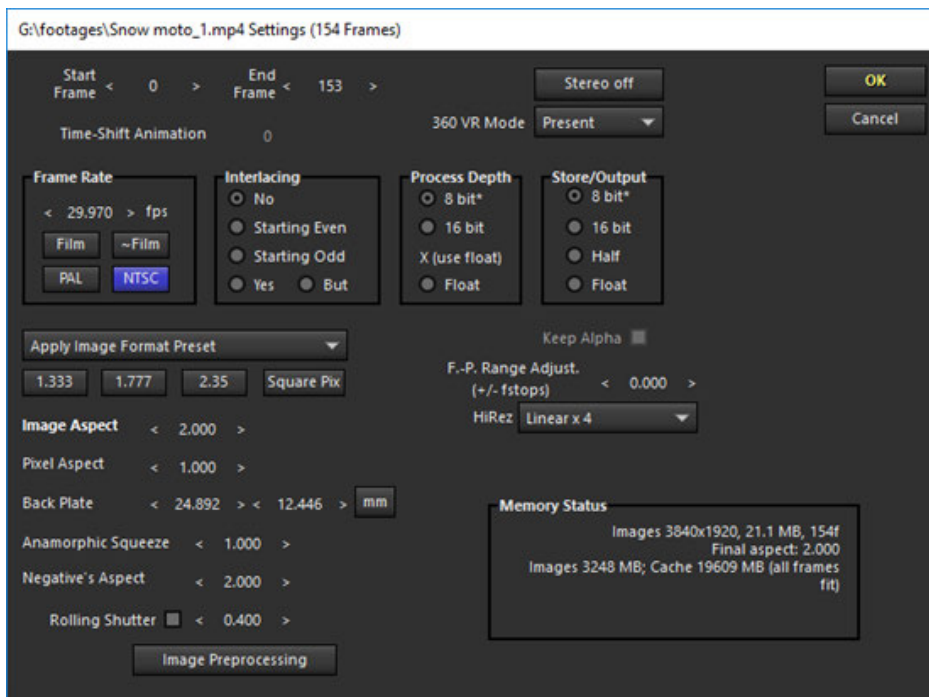 G:\footages\Snow moto_1.mp4 Settings (154 Frames)
Start Frame < 0 > End Frame < 153 > Stereo off OK
360 VR Mode Present Cancel
Time-Shift Animation 0
Frame Rate
< 29.970 > fps
Film ~Film
PAL NTSC
Interlacing
No
Starting Even
Starting Odd
Yes But
Process Depth
8 bit*
16 bit
X (use float)
Float
Store/Output
8 bit*
16 bit
Half
Float
Apply Image Format Preset
1.333 1.777 2.35 Square Pix
Image Aspect < 2.000 >
Pixel Aspect < 1.000 >
Back Plate < 24.892 > < 12.446 > mm
Anamorphic Squeeze < 1.000 >
Negative's Aspect < 2.000 >
Rolling Shutter < 0.400 >
Image Preprocessing
Keep Alpha
F.-P. Range Adjust.
(+/- fstops) < 0.000 >
HiRez Linear x 4
Memory Status
Images 3840x1920, 21.1 MB, 154f
Final aspect: 2.000
Images 3248 MB; Cache 19609 MB (all frames
fit)